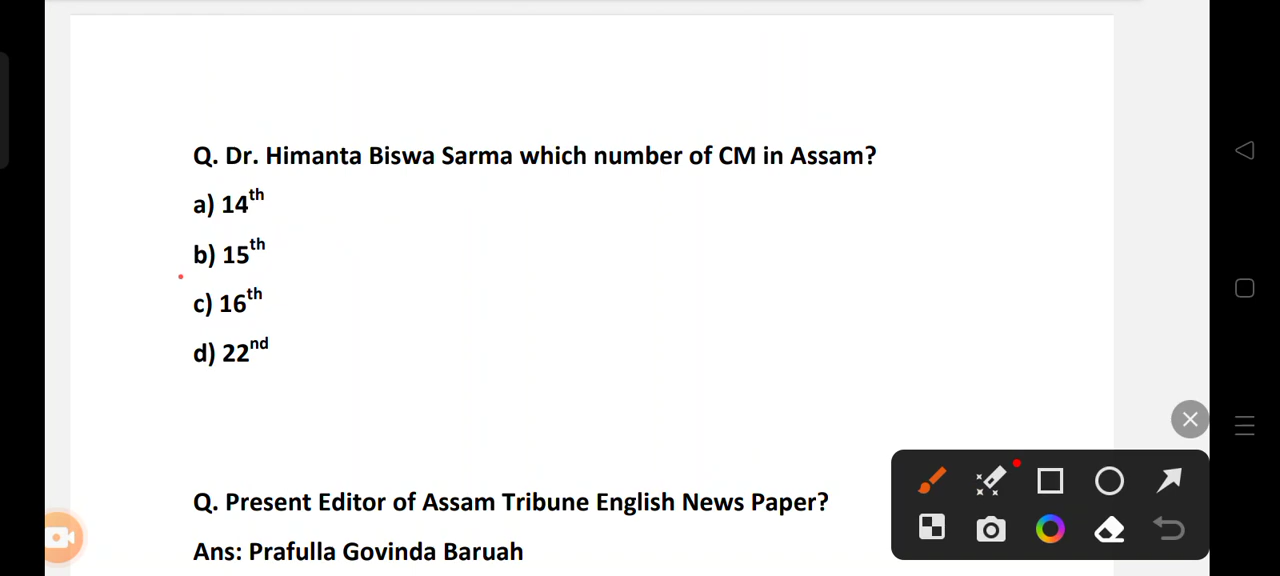 Q. Dr. Himanta Biswa Sarma which number of CM in Assam?
a) 14th
b) 15th
c) 16th
d) 22nd
Q. Present Editor of Assam Tribune English News Paper?
Ans: Prafulla Govinda Baruah